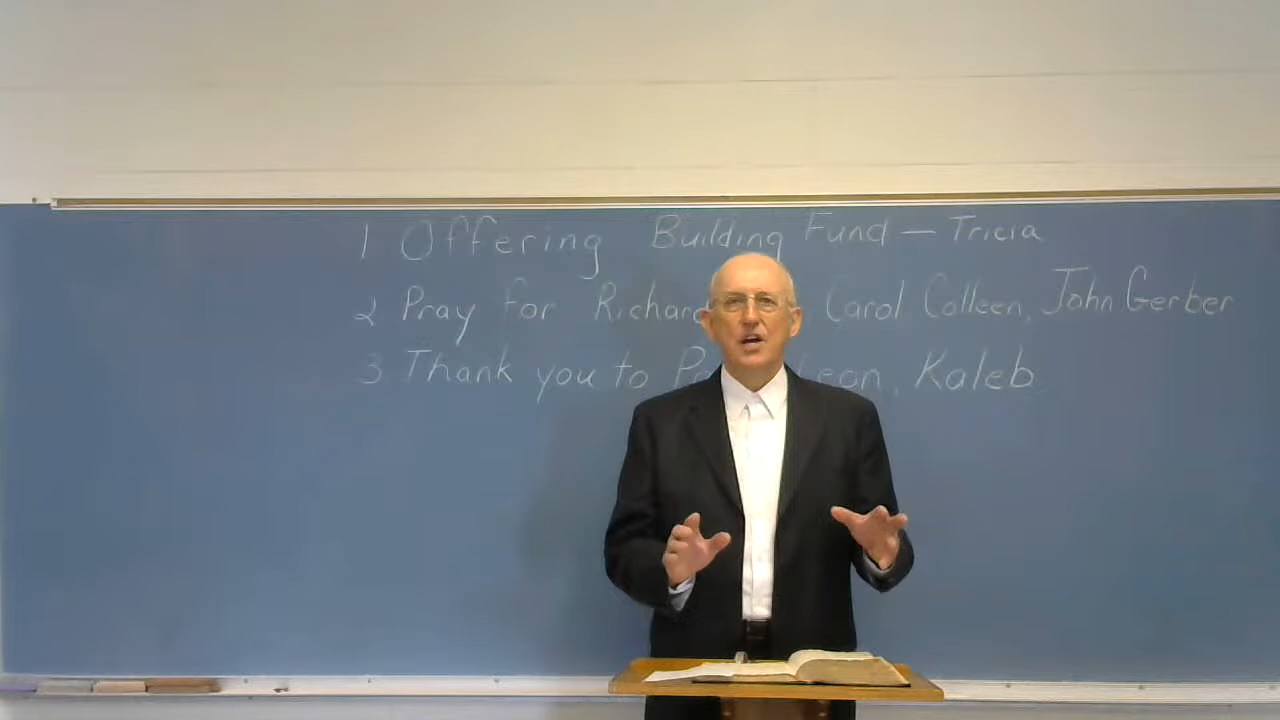 1 Offering Building Fund — Tricia
2 Pray for Richar Carol Colleen, John Gerber
3 Thank you to eon, Kaleb